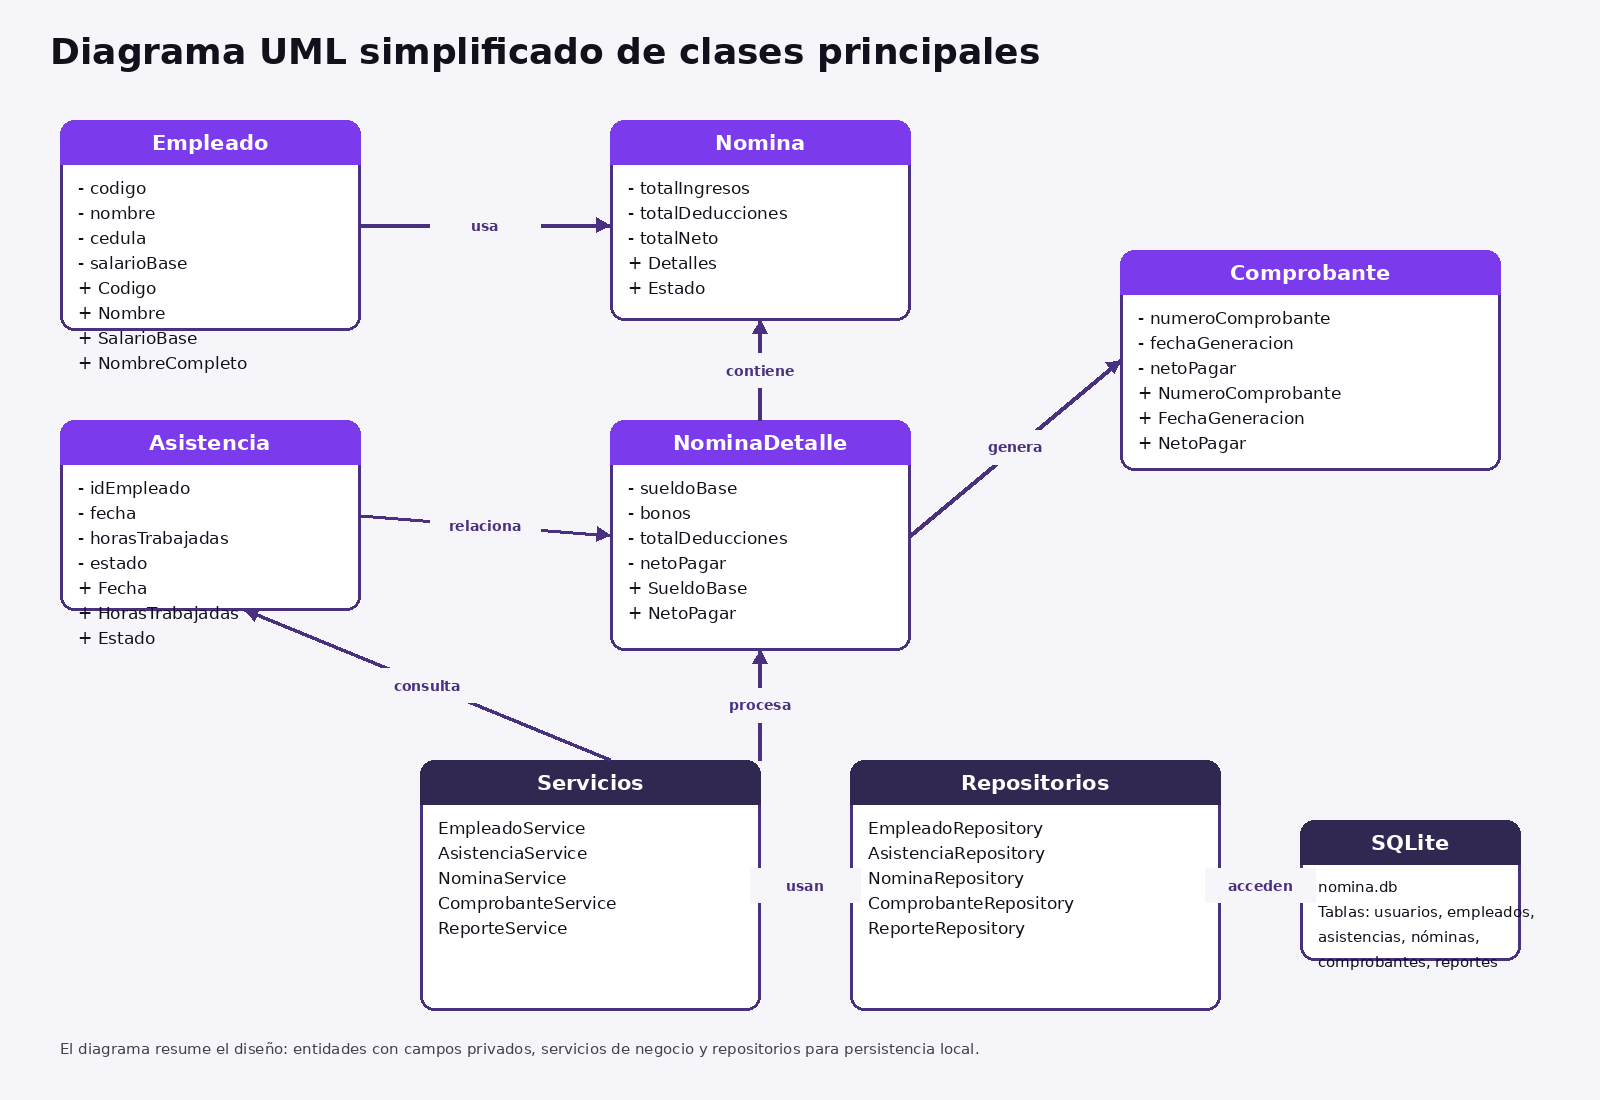 Diagrama UML simplificado de clases principales
Empleado
- codigo
- nombre
- cedula
- salarioBase
+ Codigo
+ Nombre
+ SalarioBase
+ NombreCompleto
usa
Nomina
- totalIngresos
- totalDeducciones
- totalNeto
+ Detalles
+ Estado
Comprobante
- numeroComprobante
- fechaGeneracion
- netoPagar
+ NumeroComprobante
+ FechaGeneracion
+ NetoPagar
contiene
genera
Asistencia
- idEmpleado
- fecha
- horasTrabajadas
- estado
+ Fecha
+ HorasTrabajadas
+ Estado
relaciona
NominaDetalle
- sueldoBase
- bonos
- totalDeducciones
- netoPagar
+ SueldoBase
+ NetoPagar
consulta
procesa
Servicios
EmpleadoService
AsistenciaService
NominaService
ComprobanteService
ReporteService
usan
Repositorios
EmpleadoRepository
AsistenciaRepository
NominaRepository
ComprobanteRepository
ReporteRepository
acceden
SQLite
nomina.db
Tablas: usuarios, empleados,
asistencias, nóminas,
comprobantes, reportes
El diagrama resume el diseño: entidades con campos privados, servicios de negocio y repositorios para persistencia local.